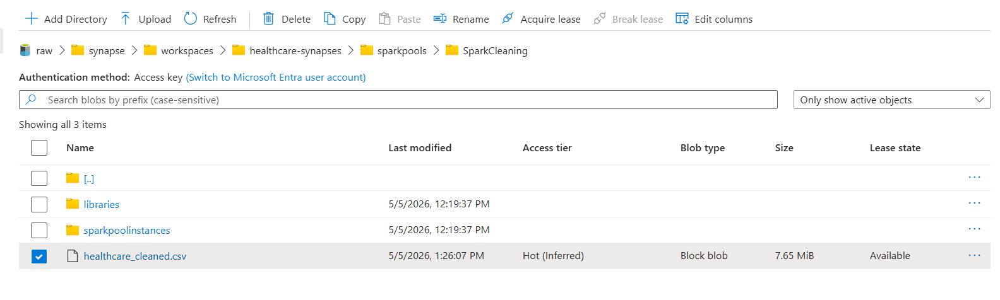 Add Directory Upload Refresh Delete Copy Paste Rename Acquire lease Break lease Edit columns
raw > synapse > workspaces > healthcare-synapses > sparkpools > SparkCleaning
Authentication method: Access key (Switch to Microsoft Entra user account)
Search blobs by prefix (case-sensitive) Only show active objects
Showing all 3 items
Name Last modified Access tier Blob type Size Lease state
[..] ...
libraries 5/5/2026, 12:19:37 PM ...
sparkpoolinstances 5/5/2026, 12:19:37 PM ...
healthcare_cleaned.csv 5/5/2026, 1:26:07 PM Hot (Inferred) Block blob 7.65 MiB Available ...